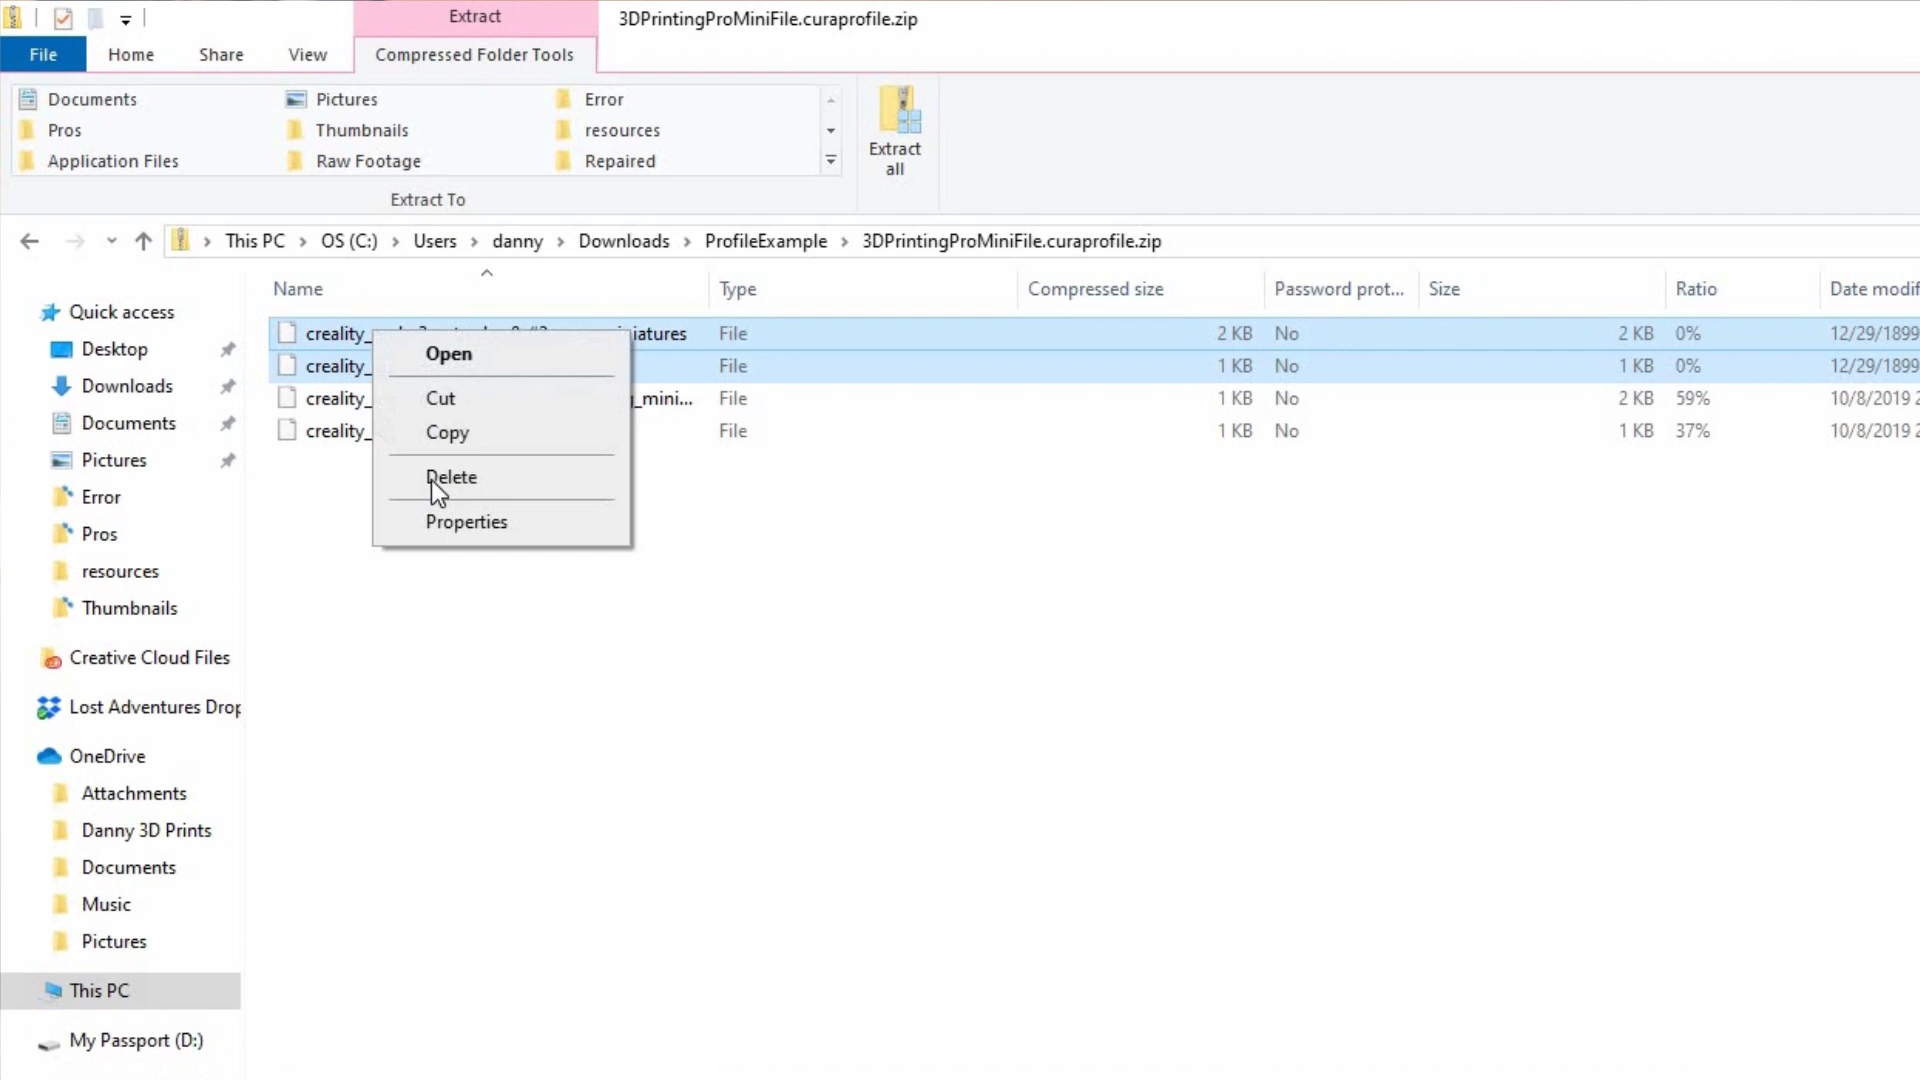 Extract
3DPrintingProMiniFile.curaprofile.zip
File Home Share View Compressed Folder Tools
Documents Pictures Error
Pros Thumbnails resources
Application Files Raw Footage Repaired
Extract
all
Extract To
This PC > OS (C:) > Users > danny > Downloads > ProfileExample > 3DPrintingProMiniFile.curaprofile.zip
Name Type Compressed size Password prot... Size Ratio Date modif
creality_ File 2 KB No 2 KB 0% 12/29/1899
creality_ File 1 KB No 1 KB 0% 12/29/1899
creality_ _mini... File 1 KB No 2 KB 59% 10/8/2019 2
creality_ File 1 KB No 1 KB 37% 10/8/2019 2
Open
Cut
Copy
Delete
Properties
Quick access
Desktop
Downloads
Documents
Pictures
Error
Pros
resources
Thumbnails
Creative Cloud Files
Lost Adventures Drop
OneDrive
Attachments
Danny 3D Prints
Documents
Music
Pictures
This PC
My Passport (D:)